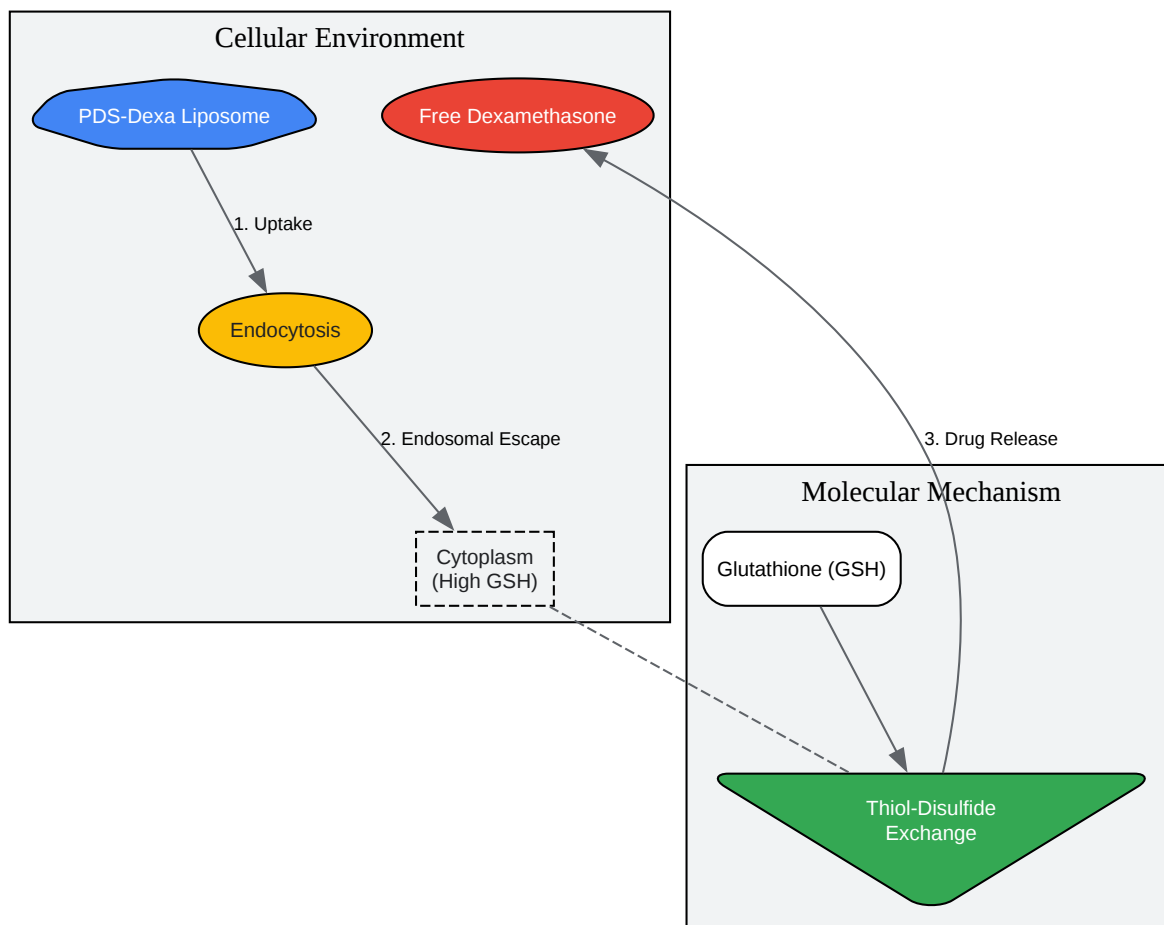 Cellular Environment
PDS-Dexa Liposome
Free Dexamethasone
1. Uptake
Endocytosis
2. Endosomal Escape
3. Drug Release
Cytoplasm
(High GSH)
Molecular Mechanism
Glutathione (GSH)
Thiol-Disulfide
Exchange